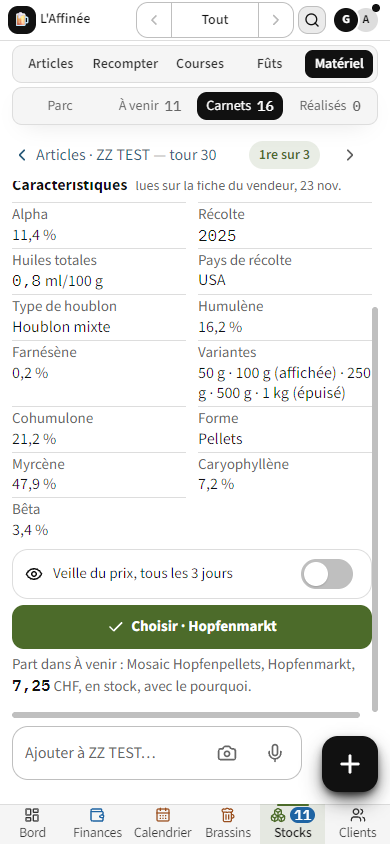 L'Affinée
Tout
G
A
Articles Recompter Courses Fûts Matériel
Parc À venir 11 Carnets 16 Réalisés 0
Articles · ZZ TEST — tour 30 1re sur 3
Caractéristiques lues sur la fiche du vendeur, 23 nov.
Alpha Récolte
11,4 % 2025
Huiles totales Pays de récolte
0,8 ml/100 g USA
Type de houblon Humulène
Houblon mixte 16,2 %
Farnésène Variantes
0,2 % 50 g · 100 g (affichée) · 250
g · 500 g · 1 kg (épuisé)
Cohumulone Forme
21,2 % Pellets
Myrcène Caryophyllène
47,9 % 7,2 %
Bêta
3,4 %
Veille du prix, tous les 3 jours
Choisir · Hopfenmarkt
Part dans À venir : Mosaic Hopfenpellets, Hopfenmarkt,
7,25 CHF, en stock, avec le pourquoi.
Ajouter à ZZ TEST…
11
Bord Finances Calendrier Brassins Stocks Clients